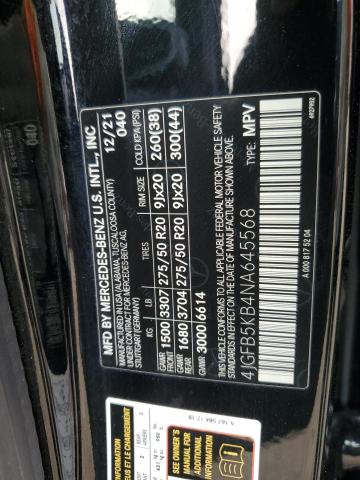 MFD BY MERCEDES-BENZ U.S. INTL., INC
MANUFACTURED IN USA (ALABAMA, TUSCALOOSA COUNTY) 12/21
UNDER CONTRACT FOR MERCEDES-BENZ AG, 040
STUTTGART (GERMANY)
KG LB TIRES RIM SIZE COLD KPA(PSI)
GAWR FRONT 1500 3307 275/50 R20 9Jx20 260(38)
GAWR REAR 1680 3704 275/50 R20 9Jx20 300(44)
GVWR 3000 6614
THIS VEHICLE CONFORMS TO ALL APPLICABLE FEDERAL MOTOR VEHICLE SAFETY
STANDARDS IN EFFECT ON THE DATE OF MANUFACTURE SHOWN ABOVE.
4JGFB5KB4NA645568 TYPE: MPV
A 000 817 52 04
SEE OWNER'S
MANUAL FOR
ADDITIONAL
INFORMATION